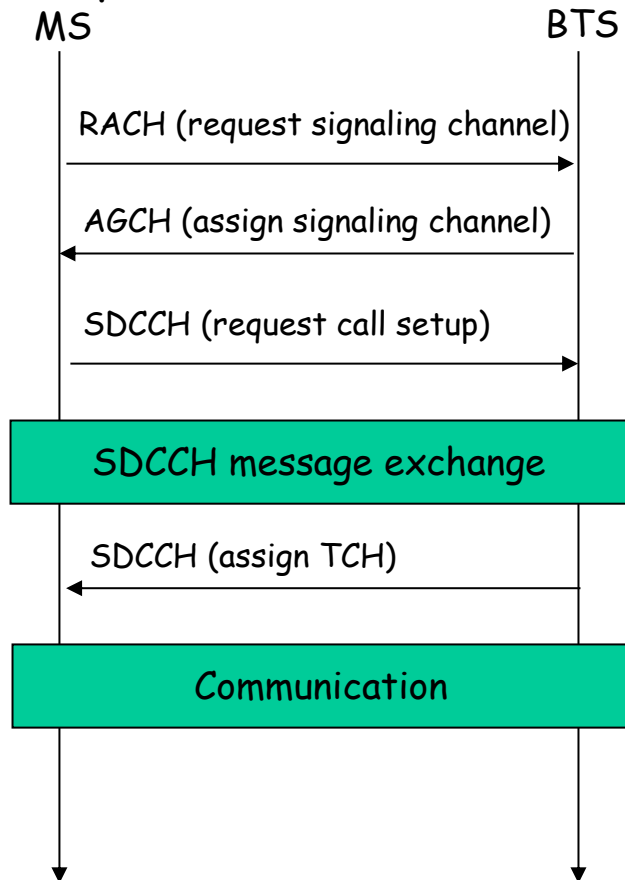 MS BTS
RACH (request signaling channel)
AGCH (assign signaling channel)
SDCCH (request call setup)
SDCCH message exchange
SDCCH (assign TCH)
Communication